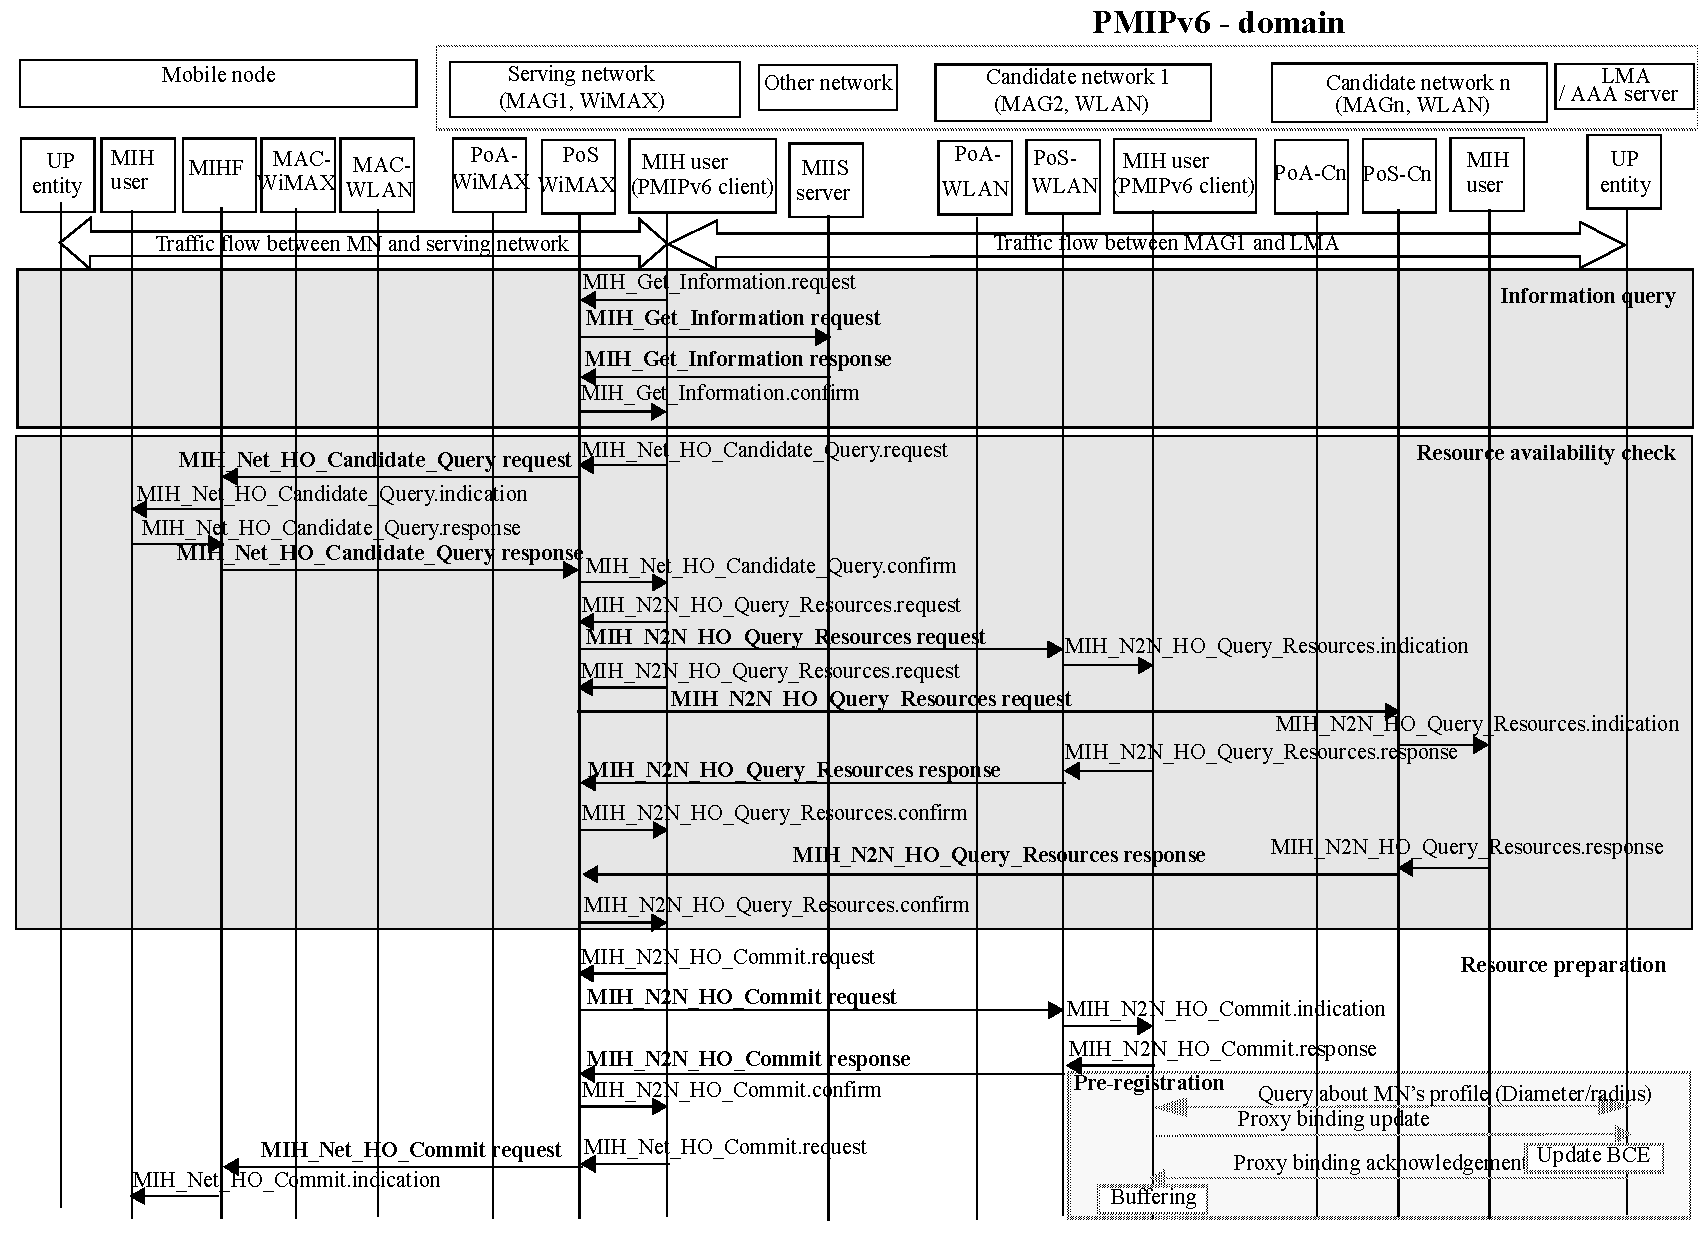 PMIPv6 - domain
Mobile node
Serving network
(MAG1, WiMAX)
Other network
Candidate network 1
(MAG2, WLAN)
Candidate network n
(MAGn, WLAN)
LMA
/ AAA server
UP
entity
MIH
user
MIHF
MAC-
WiMAX
MAC-
WLAN
PoA-
WiMAX
PoS
WiMAX
MIH user
(PMIPv6 client)
MIIS
server
PoA-
WLAN
PoS-
WLAN
MIH user
(PMIPv6 client)
PoA-Cn
PoS-Cn
MIH
user
UP
entity
Traffic flow between MN and serving network
Traffic flow between MAG1 and LMA
MIH_Get_Information.request
Information query
MIH_Get_Information request
MIH_Get_Information response
MIH_Get_Information.confirm
MIH_Net_HO_Candidate_Query.request
Resource availability check
MIH_Net_HO_Candidate_Query request
MIH_Net_HO_Candidate_Query.indication
MIH_Net_HO_Candidate_Query.response
MIH_Net_HO_Candidate_Query response
MIH_Net_HO_Candidate_Query.confirm
MIH_N2N_HO_Query_Resources.request
MIH_N2N_HO_Query_Resources request
MIH_N2N_HO_Query_Resources.indication
MIH_N2N_HO_Query_Resources.request
MIH_N2N_HO_Query_Resources request
MIH_N2N_HO_Query_Resources.indication
MIH_N2N_HO_Query_Resources.response
MIH_N2N_HO_Query_Resources response
MIH_N2N_HO_Query_Resources.confirm
MIH_N2N_HO_Query_Resources.response
MIH_N2N_HO_Query_Resources response
MIH_N2N_HO_Query_Resources.confirm
MIH_N2N_HO_Commit.request
Resource preparation
MIH_N2N_HO_Commit request
MIH_N2N_HO_Commit.indication
MIH_N2N_HO_Commit.response
MIH_N2N_HO_Commit response
Pre-registration
MIH_N2N_HO_Commit.confirm
Query about MN's profile (Diameter/radius)
Proxy binding update
MIH_Net_HO_Commit.request
MIH_Net_HO_Commit request
Update BCE
Proxy binding acknowledgement
MIH_Net_HO_Commit.indication
Buffering